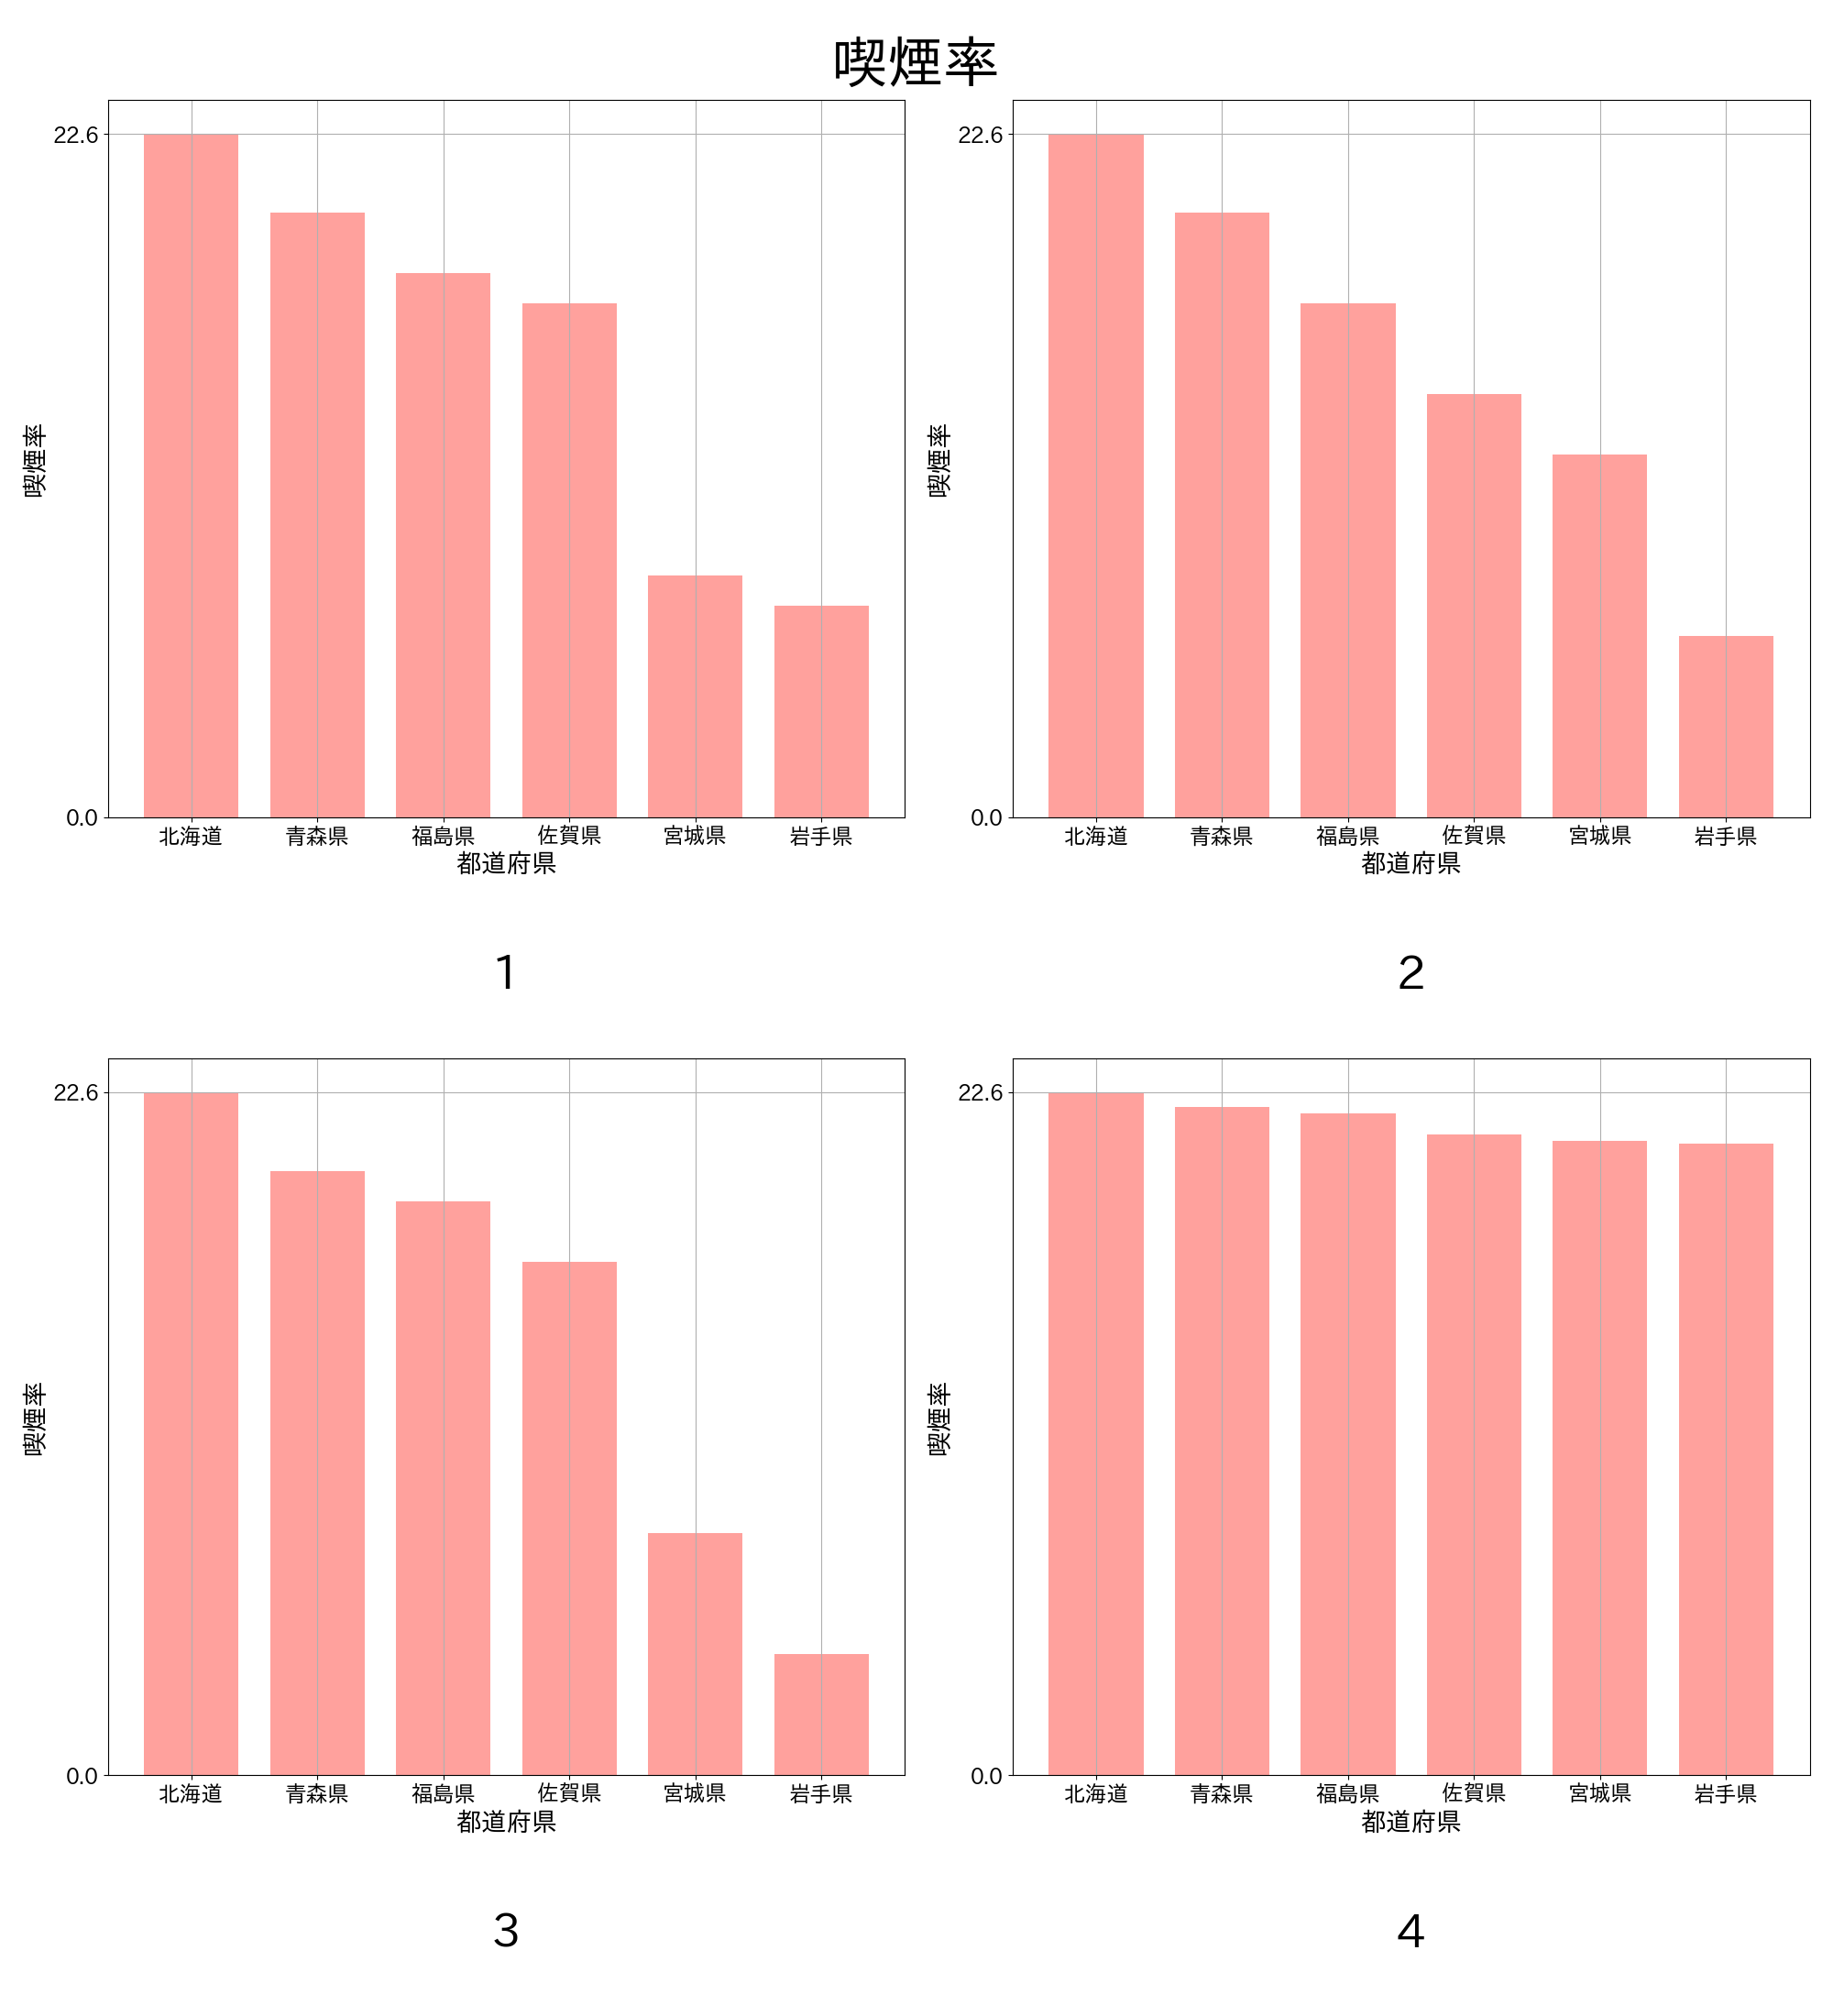 喫煙率
22.6
0.0
喫煙率
北海道 青森県 福島県 佐賀県 宮城県 岩手県
都道府県
1
22.6
0.0
喫煙率
北海道 青森県 福島県 佐賀県 宮城県 岩手県
都道府県
2
22.6
0.0
喫煙率
北海道 青森県 福島県 佐賀県 宮城県 岩手県
都道府県
3
22.6
0.0
喫煙率
北海道 青森県 福島県 佐賀県 宮城県 岩手県
都道府県
4